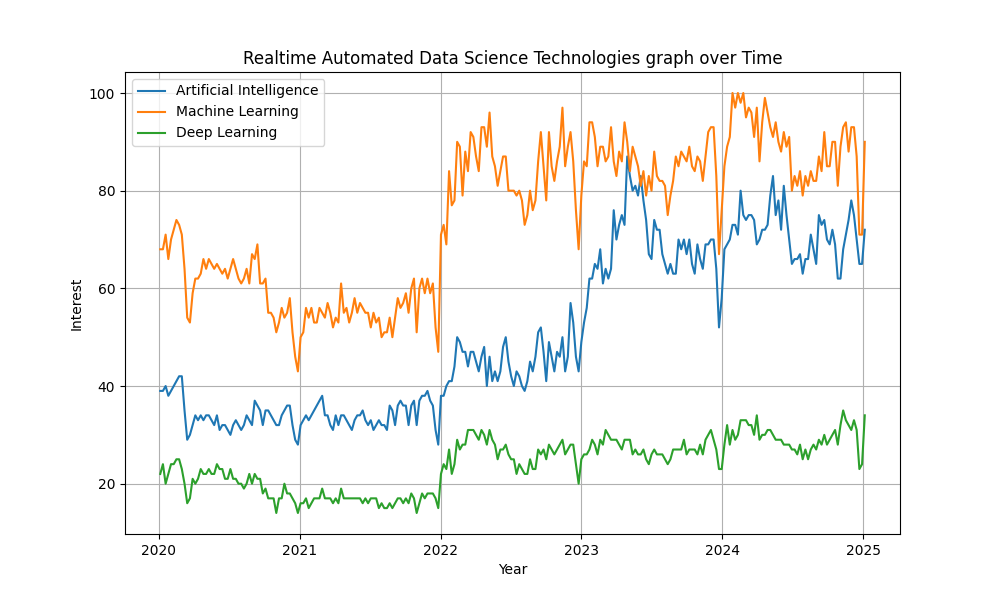 Realtime Automated Data Science Technologies graph over Time
Artificial Intelligence
Machine Learning
Deep Learning
100
80
60
40
20
Interest
2020 2021 2022 2023 2024 2025
Year